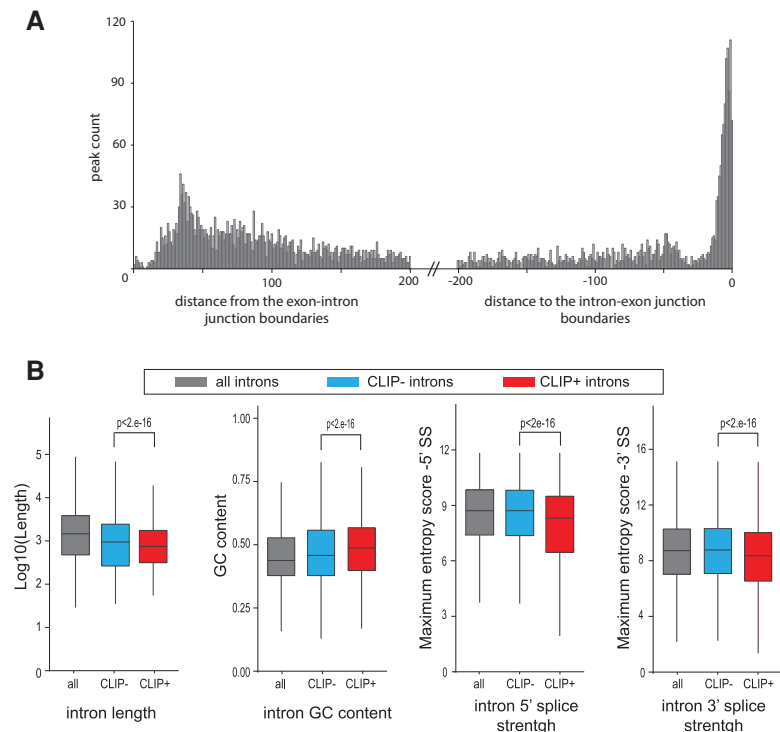 A
120
90
60
30
0
peak count
0
100
200
distance from the exon-intron
junction boundaries
-200
-100
0
distance to the intron-exon junction
boundaries
B
all introns
CLIP- introns
CLIP+ introns
p<2.e-16
5
4
3
2
1
0
Log10(Length)
all
CLIP-
CLIP+
intron length
p<2.e-16
1.00
0.75
0.50
0.25
0.00
GC content
all
CLIP-
CLIP+
intron GC content
p<2e-16
12
9
6
3
0
Maximum entropy score -5' SS
all
CLIP-
CLIP+
intron 5' splice
strentgh
p<2.e-16
16
12
8
4
0
Maximum entropy score -3' SS
all
CLIP-
CLIP+
intron 3' splice
strentgh